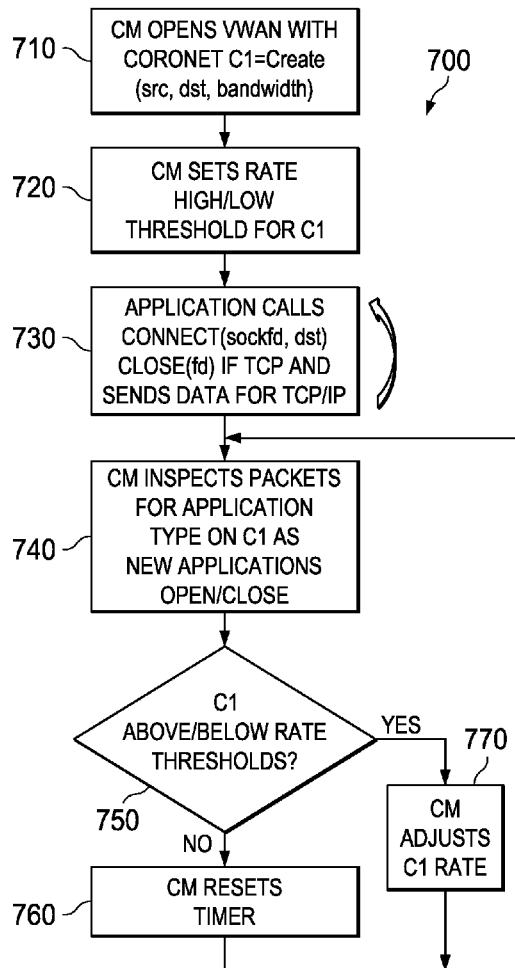 710
CM OPENS VWAN WITH
CORONET C1=Create
(src, dst, bandwidth)
700
720
CM SETS RATE
HIGH/LOW
THRESHOLD FOR C1
730
APPLICATION CALLS
CONNECT(sockfd, dst)
CLOSE(fd) IF TCP AND
SENDS DATA FOR TCP/IP
740
CM INSPECTS PACKETS
FOR APPLICATION
TYPE ON C1 AS
NEW APPLICATIONS
OPEN/CLOSE
C1
ABOVE/BELOW RATE
THRESHOLDS?
750
YES
770
CM
ADJUSTS
C1 RATE
NO
760
CM RESETS
TIMER